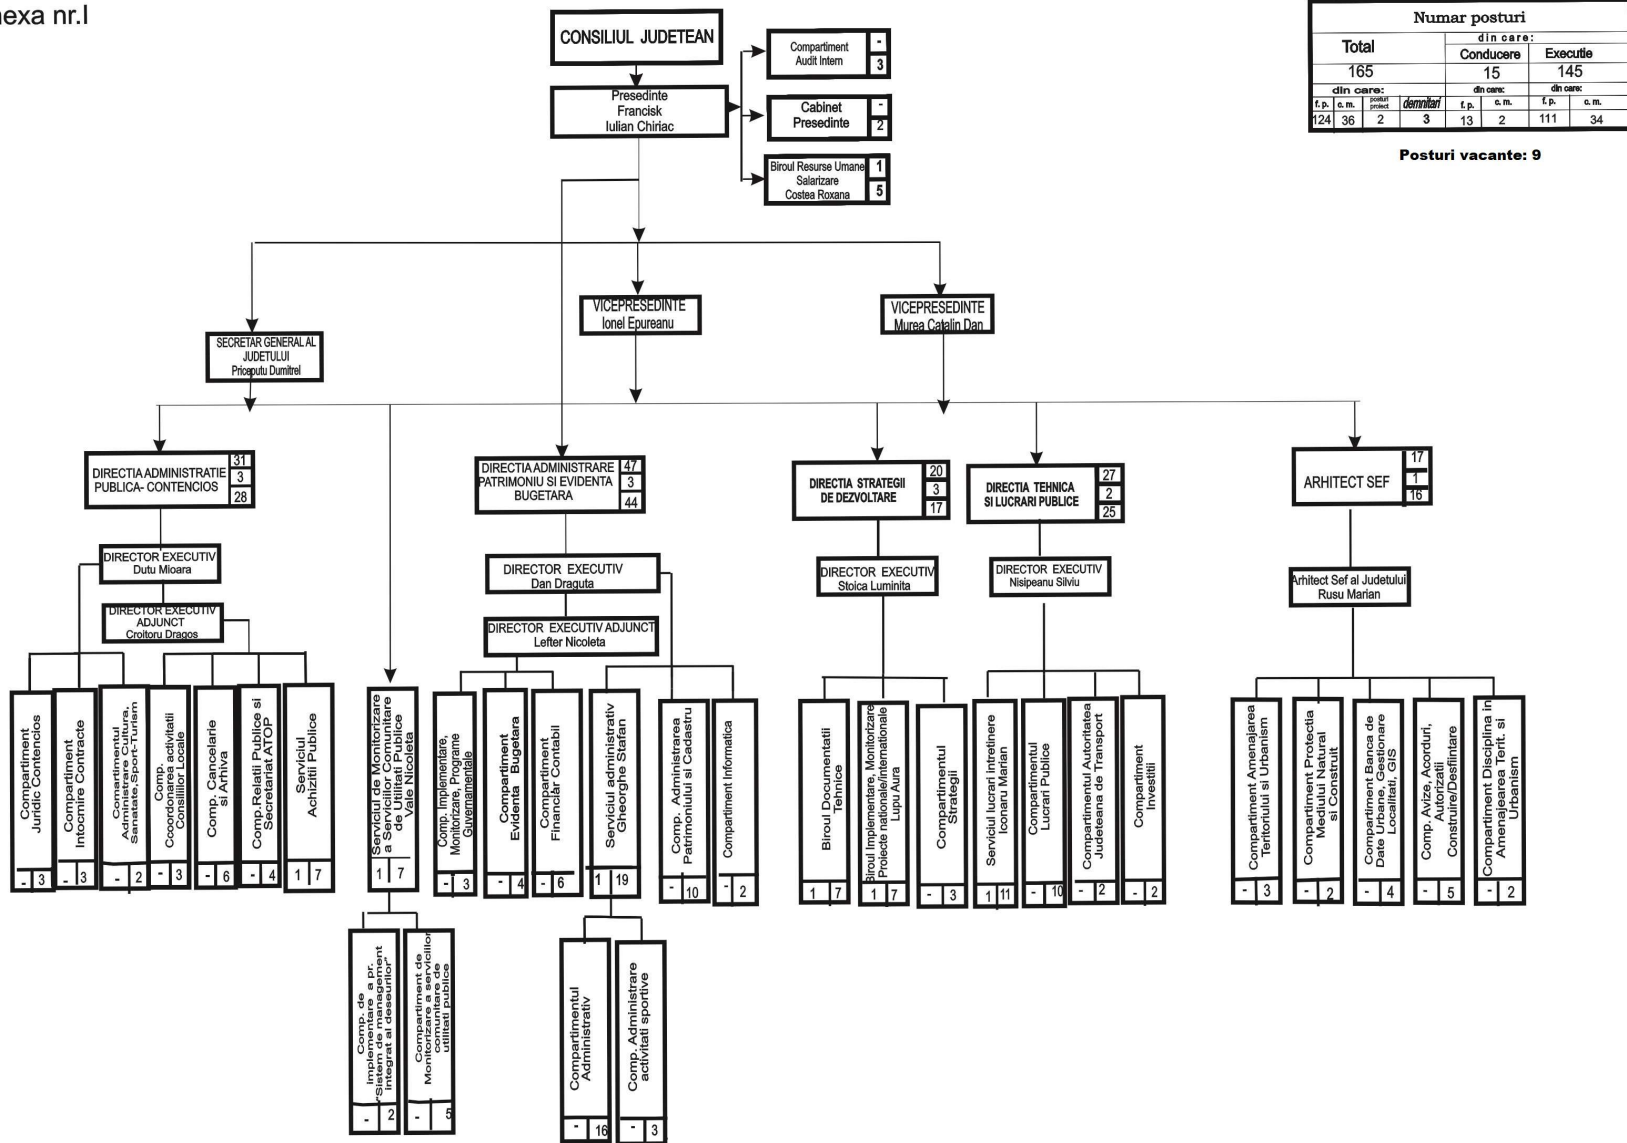 nexa nr.I
CONSILIUL JUDETEAN
Presedinte
Francisk
Iulian Chiriac
Compartiment
Audit Intern
-
3
Cabinet
Presedinte
-
2
Biroul Resurse Umane
Salarizare
Costea Roxana
1
5
Numar posturi
Total
din care:
Conducere
Executie
165
15
145
din care:
din care:
din care:
f.p.
c.m.
posturi
proiect
demnitari
f.p.
c.m.
f.p.
c.m.
124
36
2
3
13
2
111
34
Posturi vacante: 9
VICEPRESEDINTE
Ionel Epureanu
VICEPRESEDINTE
Murea Catalin Dan
SECRETAR GENERAL AL
JUDETULUI
Priceputu Dumitrel
DIRECTIA ADMINISTRATIE
PUBLICA- CONTENCIOS
31
3
28
DIRECTIA ADMINISTRARE
PATRIMONIU SI EVIDENTA
BUGETARA
47
3
44
DIRECTIA STRATEGII
DE DEZVOLTARE
20
3
17
DIRECTIA TEHNICA
SI LUCRARI PUBLICE
27
2
25
ARHITECT SEF
17
1
16
DIRECTOR EXECUTIV
Dutu Mioara
DIRECTOR EXECUTIV
ADJUNCT
Croitoru Dragos
DIRECTOR EXECUTIV
Dan Draguta
DIRECTOR EXECUTIV ADJUNCT
Lefter Nicoleta
DIRECTOR EXECUTIV
Stoica Luminita
DIRECTOR EXECUTIV
Nisipeanu Silviu
Arhitect Sef al Judetului
Rusu Marian
Compartiment
Juridic Contencios
- 3
Compartiment
Intocmire Contracte
- 3
Comartimentul
Administrare Cultura,
Sanatate,Sport-Turism
- 2
Comp.
Ccoordonarea activitatii
Consiliilor Locale
- 3
Comp. Cancelarie
si Arhiva
- 6
Comp.Relatii Publice si
Secretariat ATOP
- 4
Serviciul
Achizitii Publice
1 7
Serviciul de Monitorizare
a Serviciilor Comunitare
de Utilitati Publice
Vale Nicoleta
1 7
Comp. Implementare,
Monitorizare, Programe
Guvernamentale
- 3
Compartiment
Evidenta Bugetara
- 4
Compartiment
Financiar Contabil
- 6
Serviciul administrativ
Gheorghe Stafan
1 19
Comp. Administrarea
Patrimoniului si Cadastru
- 10
Compartiment Informatica
- 2
Biroul Documentatii
Tehnice
1 7
Biroul Implementare, Monitorizare
Proiecte nationale/internationale
Lupu Aura
1 7
Compartimentul
Strategii
- 3
Serviciul lucrari intretinere
Iconaru Marian
1 11
Compartimentul
Lucrari Publice
- 10
Compartimentul Autoritatea
Judeteana de Transport
- 2
Compartiment
Investitii
- 2
Compartiment Amenajarea
Teritoriului si Urbanism
- 3
Compartiment Protectia
Mediului Natural
si Construit
- 2
Compartiment Banca de
Date Urbane, Gestionare
Localitati, GIS
- 4
Comp. Avize, Acorduri,
Autorizatii
Construire/Desfiintare
- 5
Compartiment Disciplina in
Amenajarea Terit. si
Urbanism
- 2
Comp. de
Implementare a pr.
"Sistem de management
integrat al deseurilor"
- 2
Compartiment de
Monitorizare a serviciilor
comunitare de
utilitati publice
- 5
Compartimentul
Administrativ
- 16
Comp. Administrare
activitati sportive
- 3